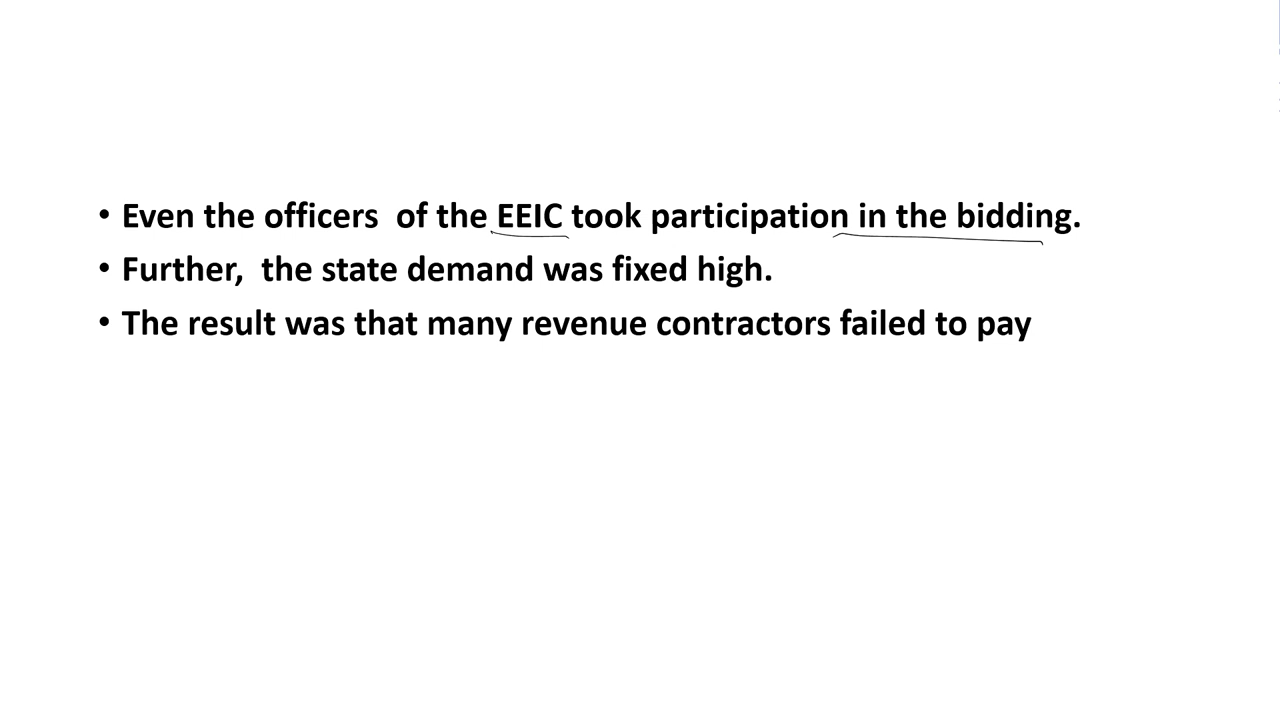 • Even the officers  of the EEIC took participation in the bidding.
• Further,  the state demand was fixed high.
• The result was that many revenue contractors failed to pay